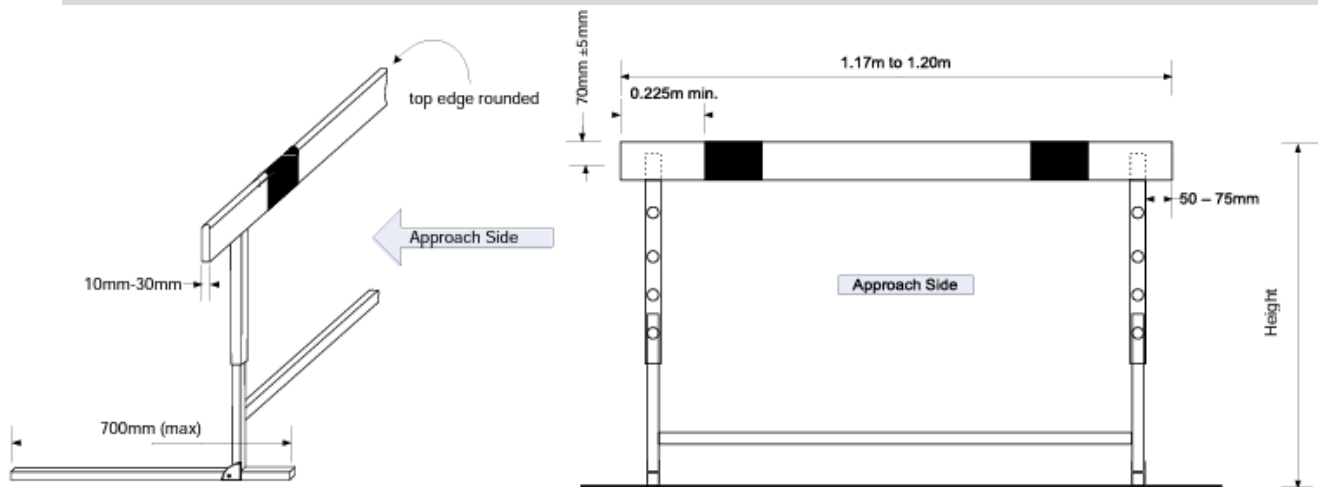 top edge rounded
Approach Side
10mm-30mm
700mm (max)
70mm ±5mm
1.17m to 1.20m
0.225m min.
50 – 75mm
Approach Side
Height